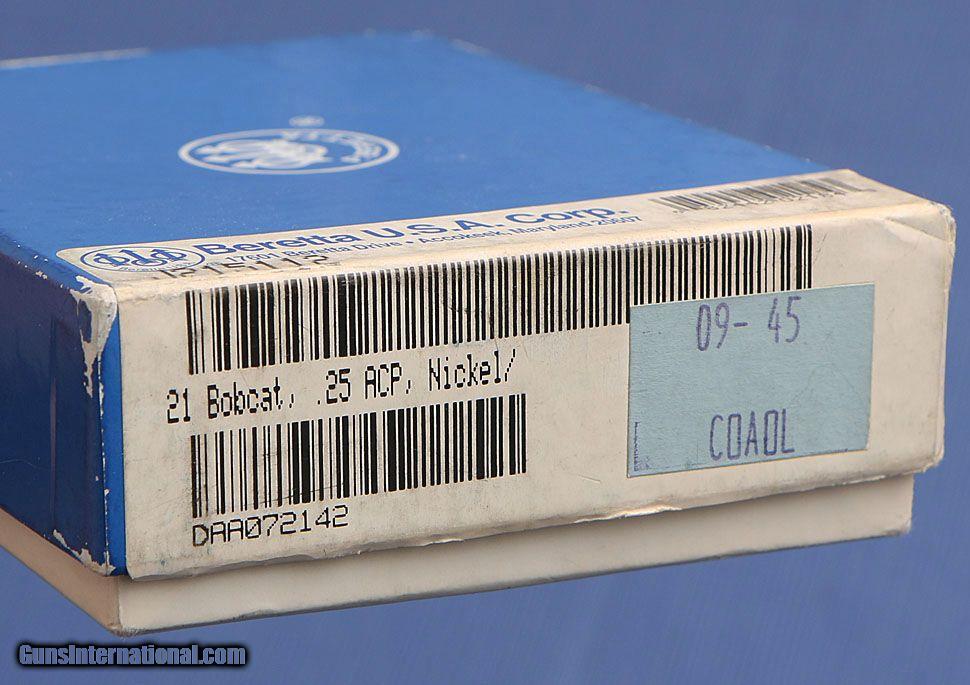 Beretta U.S.A. Corp.
17601 Beretta Drive • Accokeek, Maryland 20607
21 Bobcat, .25 ACP, Nickel/
DAA072142
09- 45
COAOL
GunsInternational.com